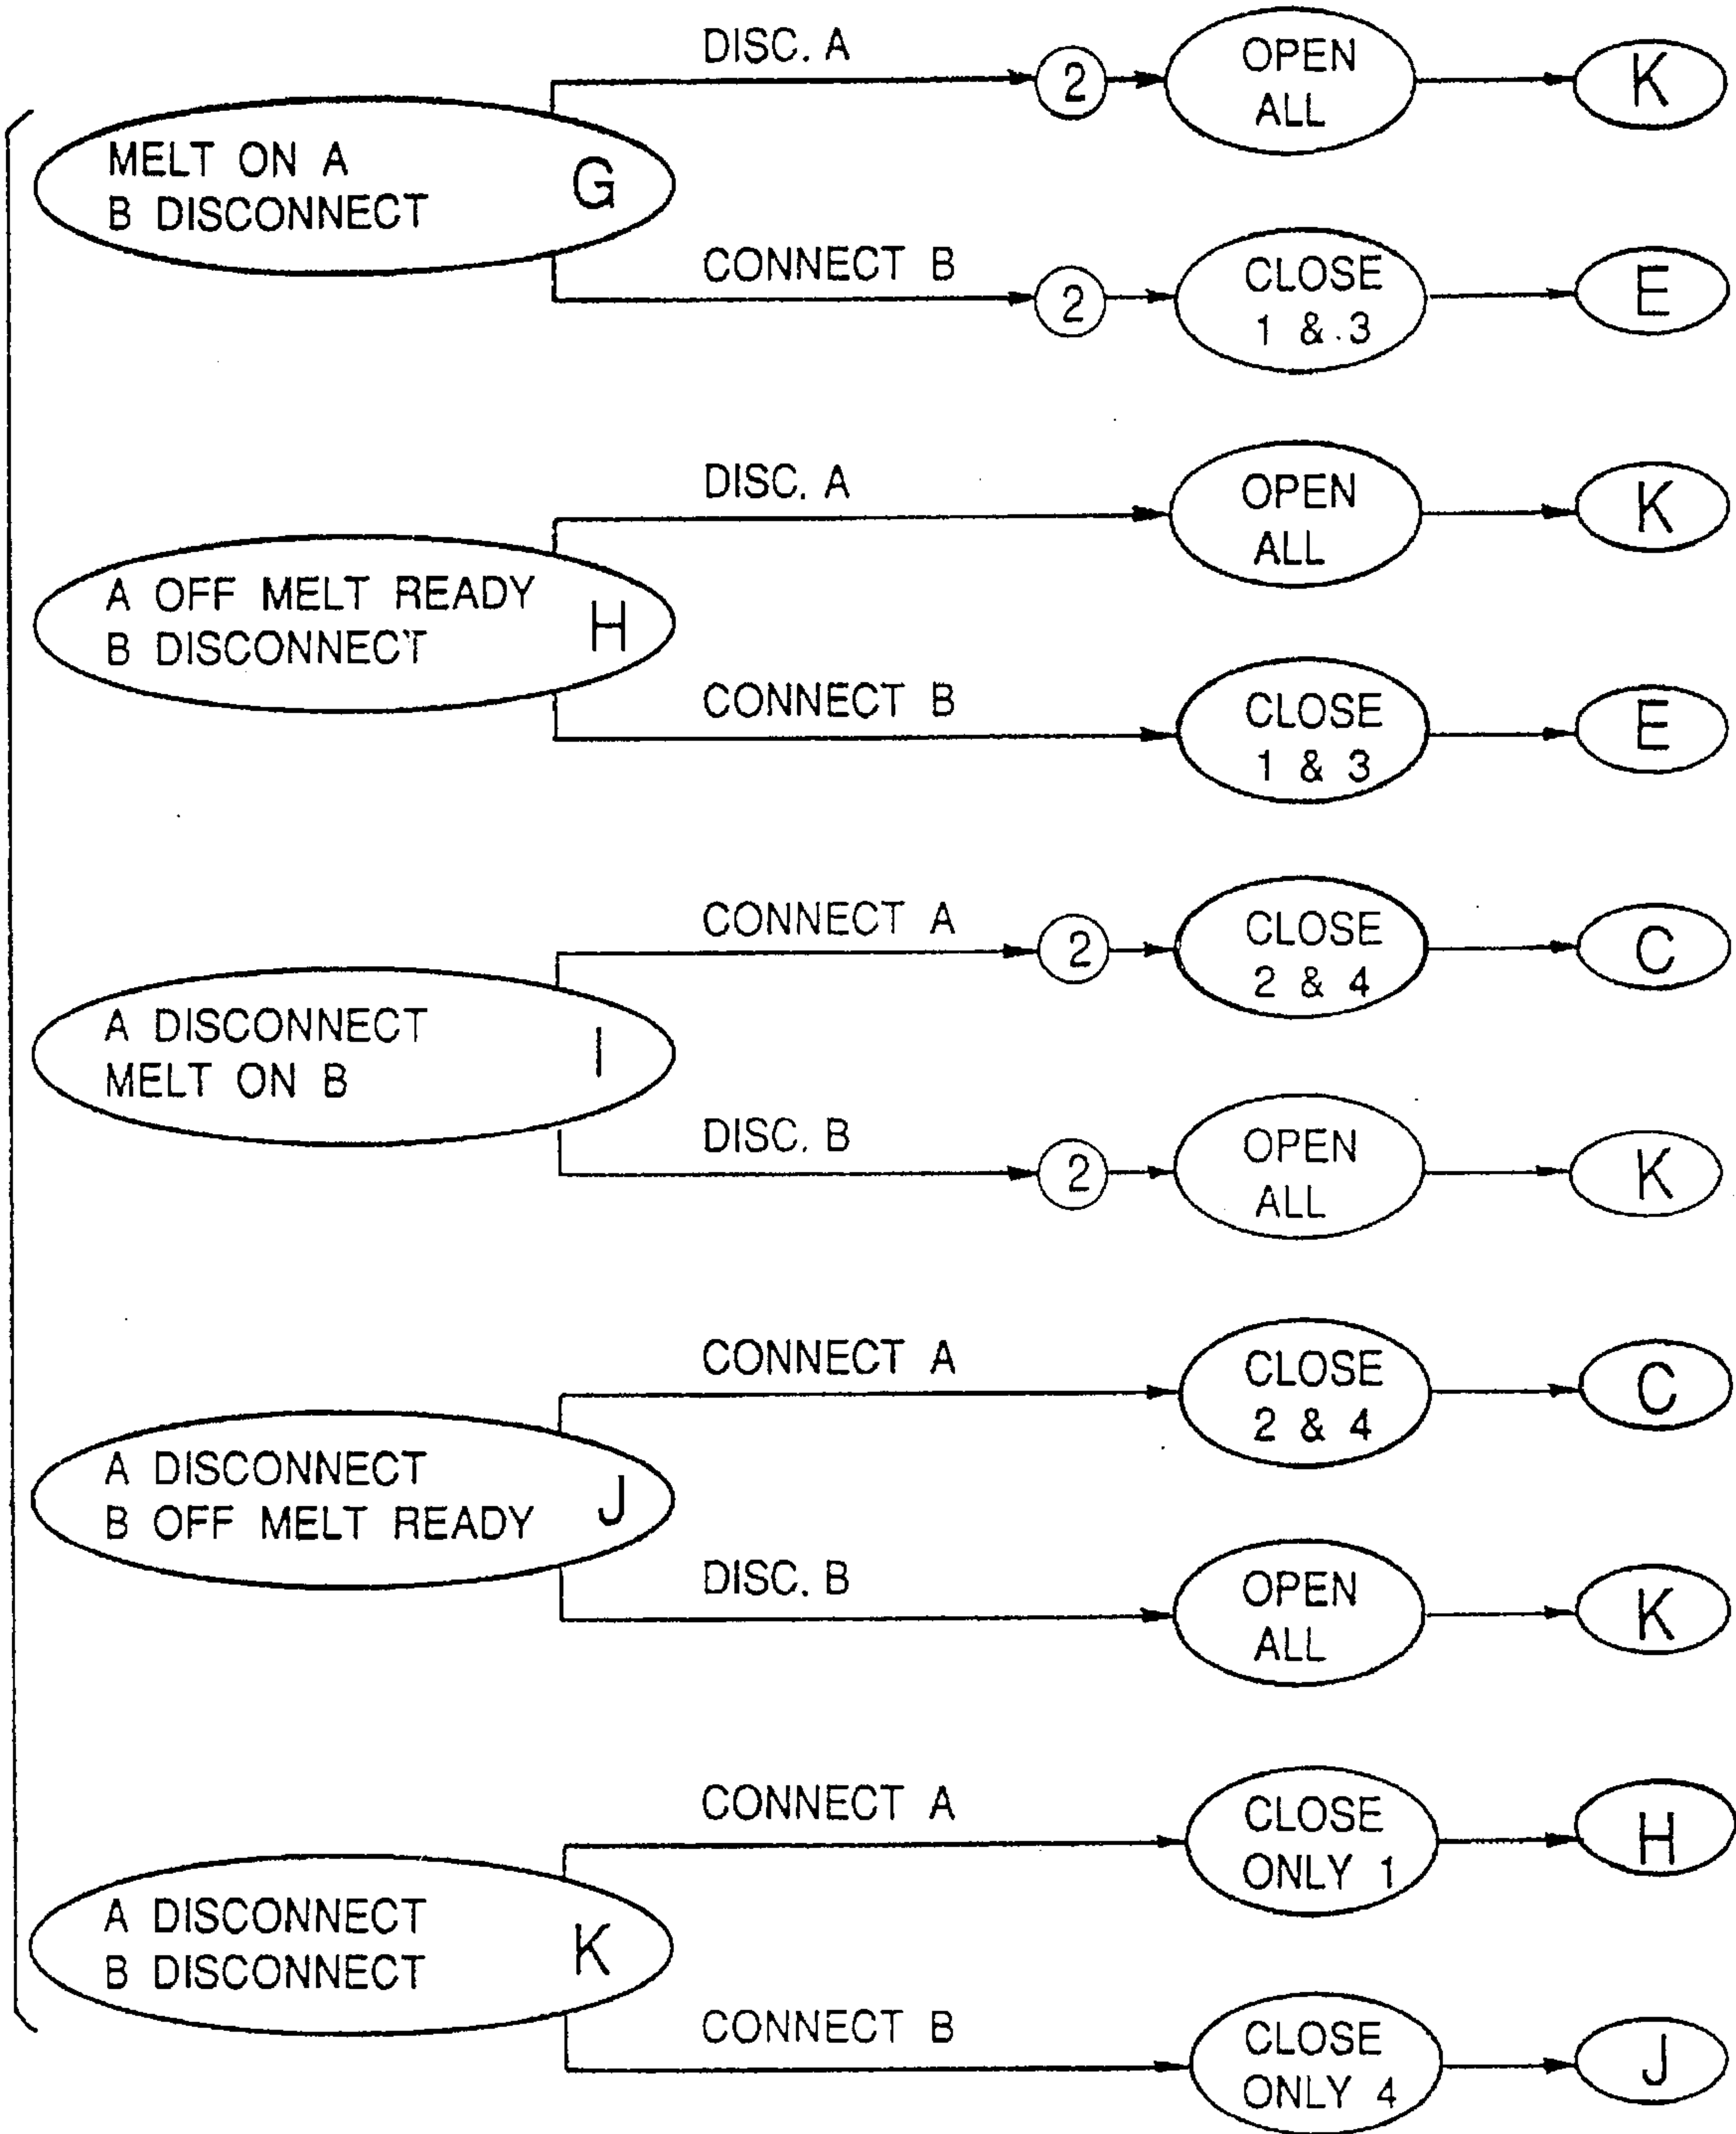 DISC. A
2
OPEN
ALL
K
MELT ON A
B DISCONNECT
G
CONNECT B
2
CLOSE
1 & 3
E
DISC. A
OPEN
ALL
K
A OFF MELT READY
B DISCONNECT
H
CONNECT B
CLOSE
1 & 3
E
CONNECT A
2
CLOSE
2 & 4
C
A DISCONNECT
MELT ON B
I
DISC. B
2
OPEN
ALL
K
CONNECT A
CLOSE
2 & 4
C
A DISCONNECT
B OFF MELT READY
J
DISC. B
OPEN
ALL
K
CONNECT A
CLOSE
ONLY 1
H
A DISCONNECT
B DISCONNECT
K
CONNECT B
CLOSE
ONLY 4
J